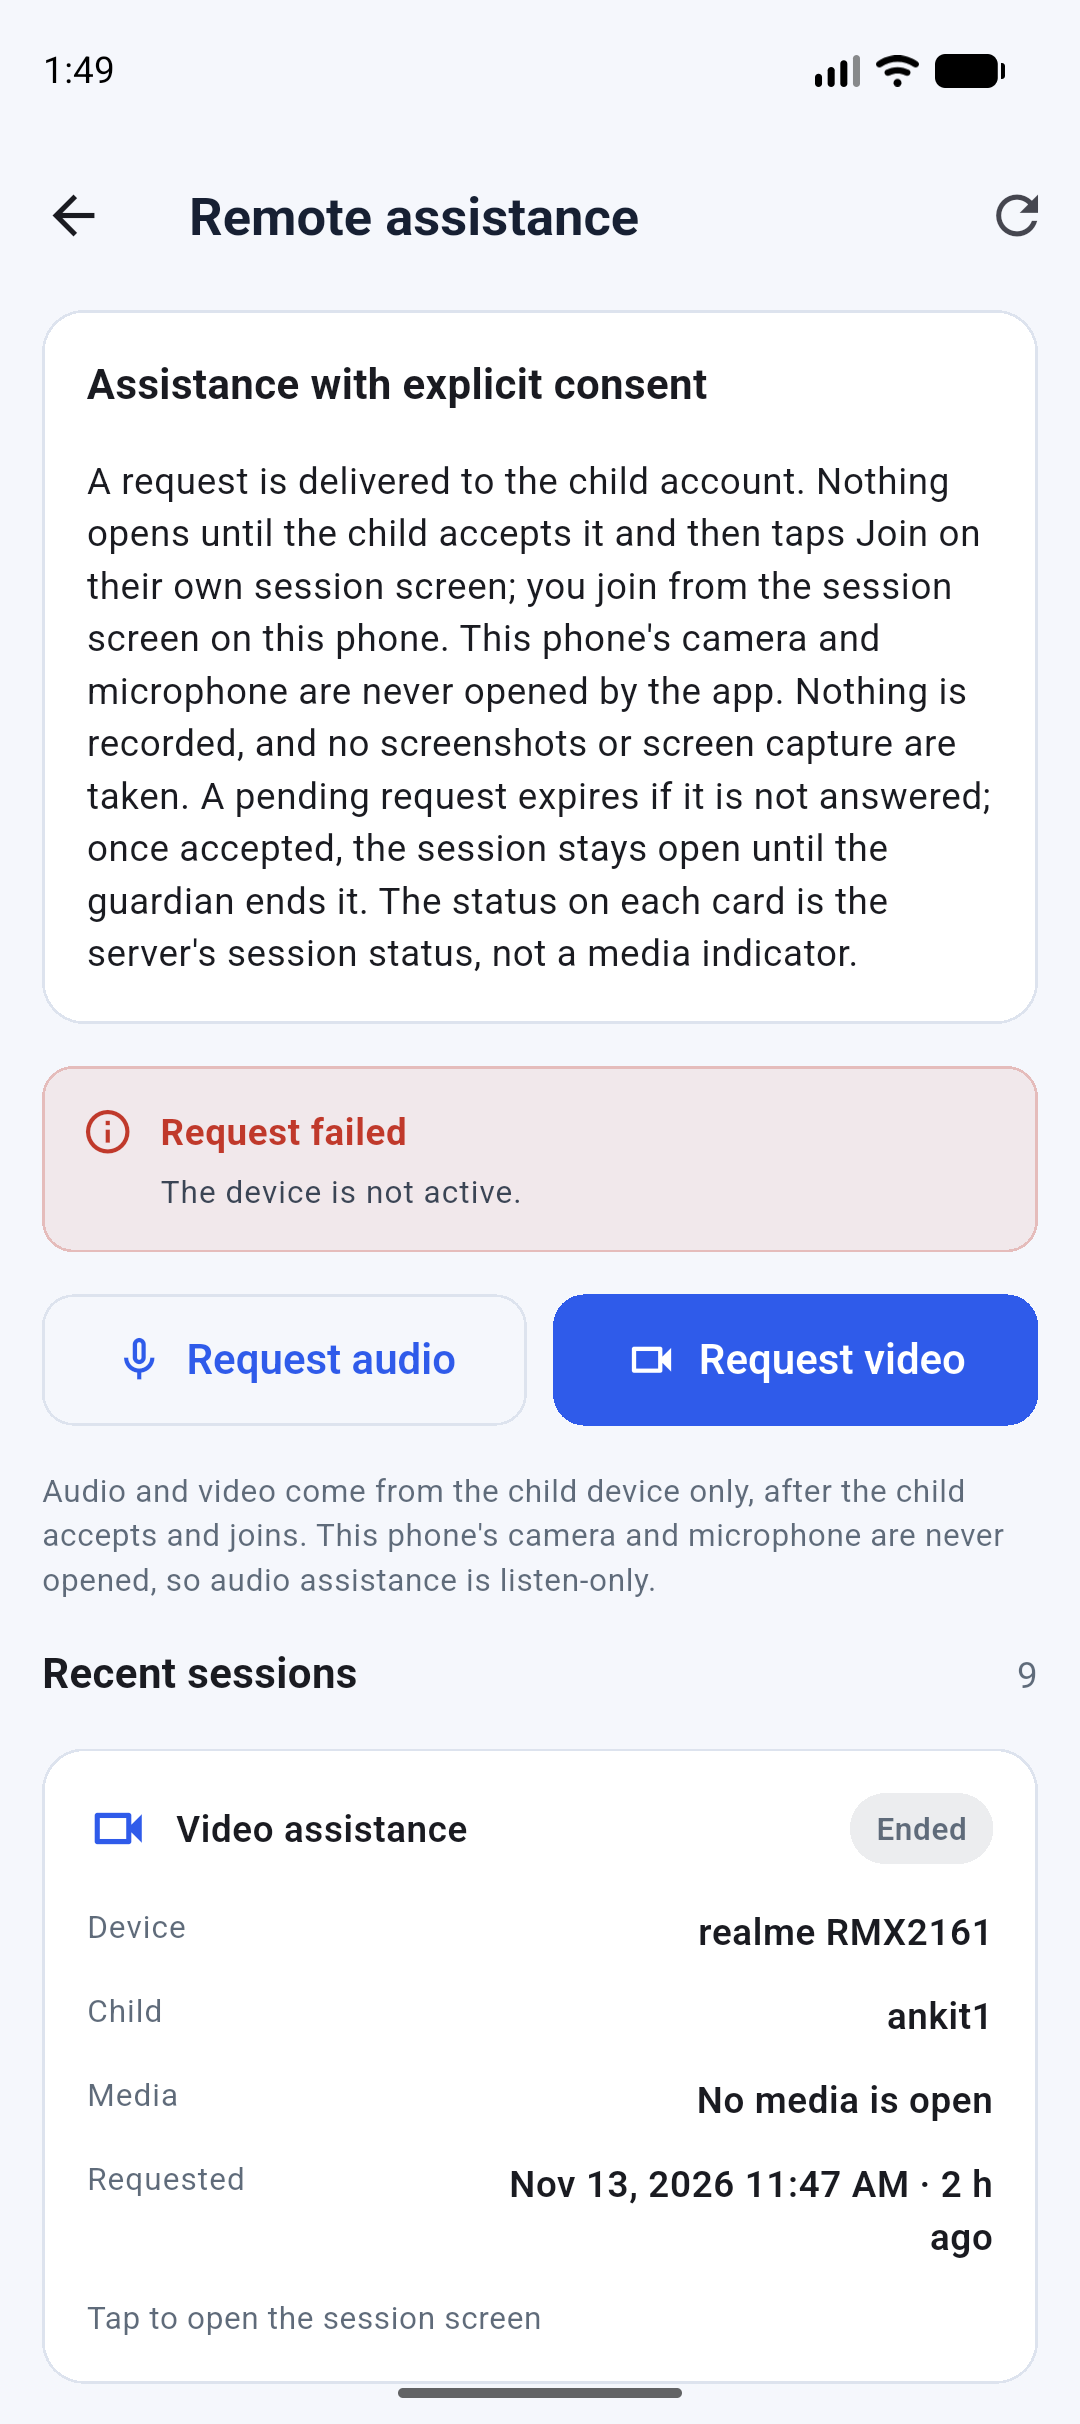 1:49
Remote assistance
Assistance with explicit consent
A request is delivered to the child account. Nothing
opens until the child accepts it and then taps Join on
their own session screen; you join from the session
screen on this phone. This phone's camera and
microphone are never opened by the app. Nothing is
recorded, and no screenshots or screen capture are
taken. A pending request expires if it is not answered;
once accepted, the session stays open until the
guardian ends it. The status on each card is the
server's session status, not a media indicator.
Request failed
The device is not active.
Request audio
Request video
Audio and video come from the child device only, after the child
accepts and joins. This phone's camera and microphone are never
opened, so audio assistance is listen-only.
Recent sessions
9
Video assistance
Ended
Device
realme RMX2161
Child
ankit1
Media
No media is open
Requested
Nov 13, 2026 11:47 AM · 2 h
ago
Tap to open the session screen